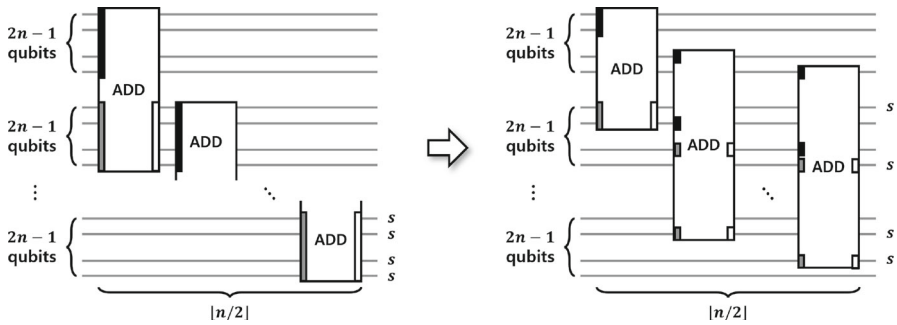 2n − 1
qubits
ADD
2n − 1
qubits
ADD
⋮
⋱
2n − 1
qubits
ADD
s
s
s
s
|n/2|
2n − 1
qubits
ADD
2n − 1
qubits
ADD
ADD
s
s
⋮
⋱
2n − 1
qubits
s
s
|n/2|